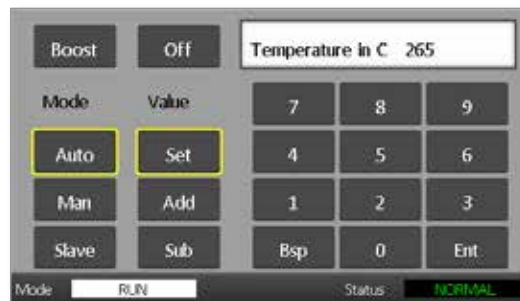 Boost Off Temperature in C 265
Mode Value 7 8 9
Auto Set 4 5 6
Man Add 1 2 3
Slave Sub Bsp 0 Ent
Mode RUN Status NORMAL